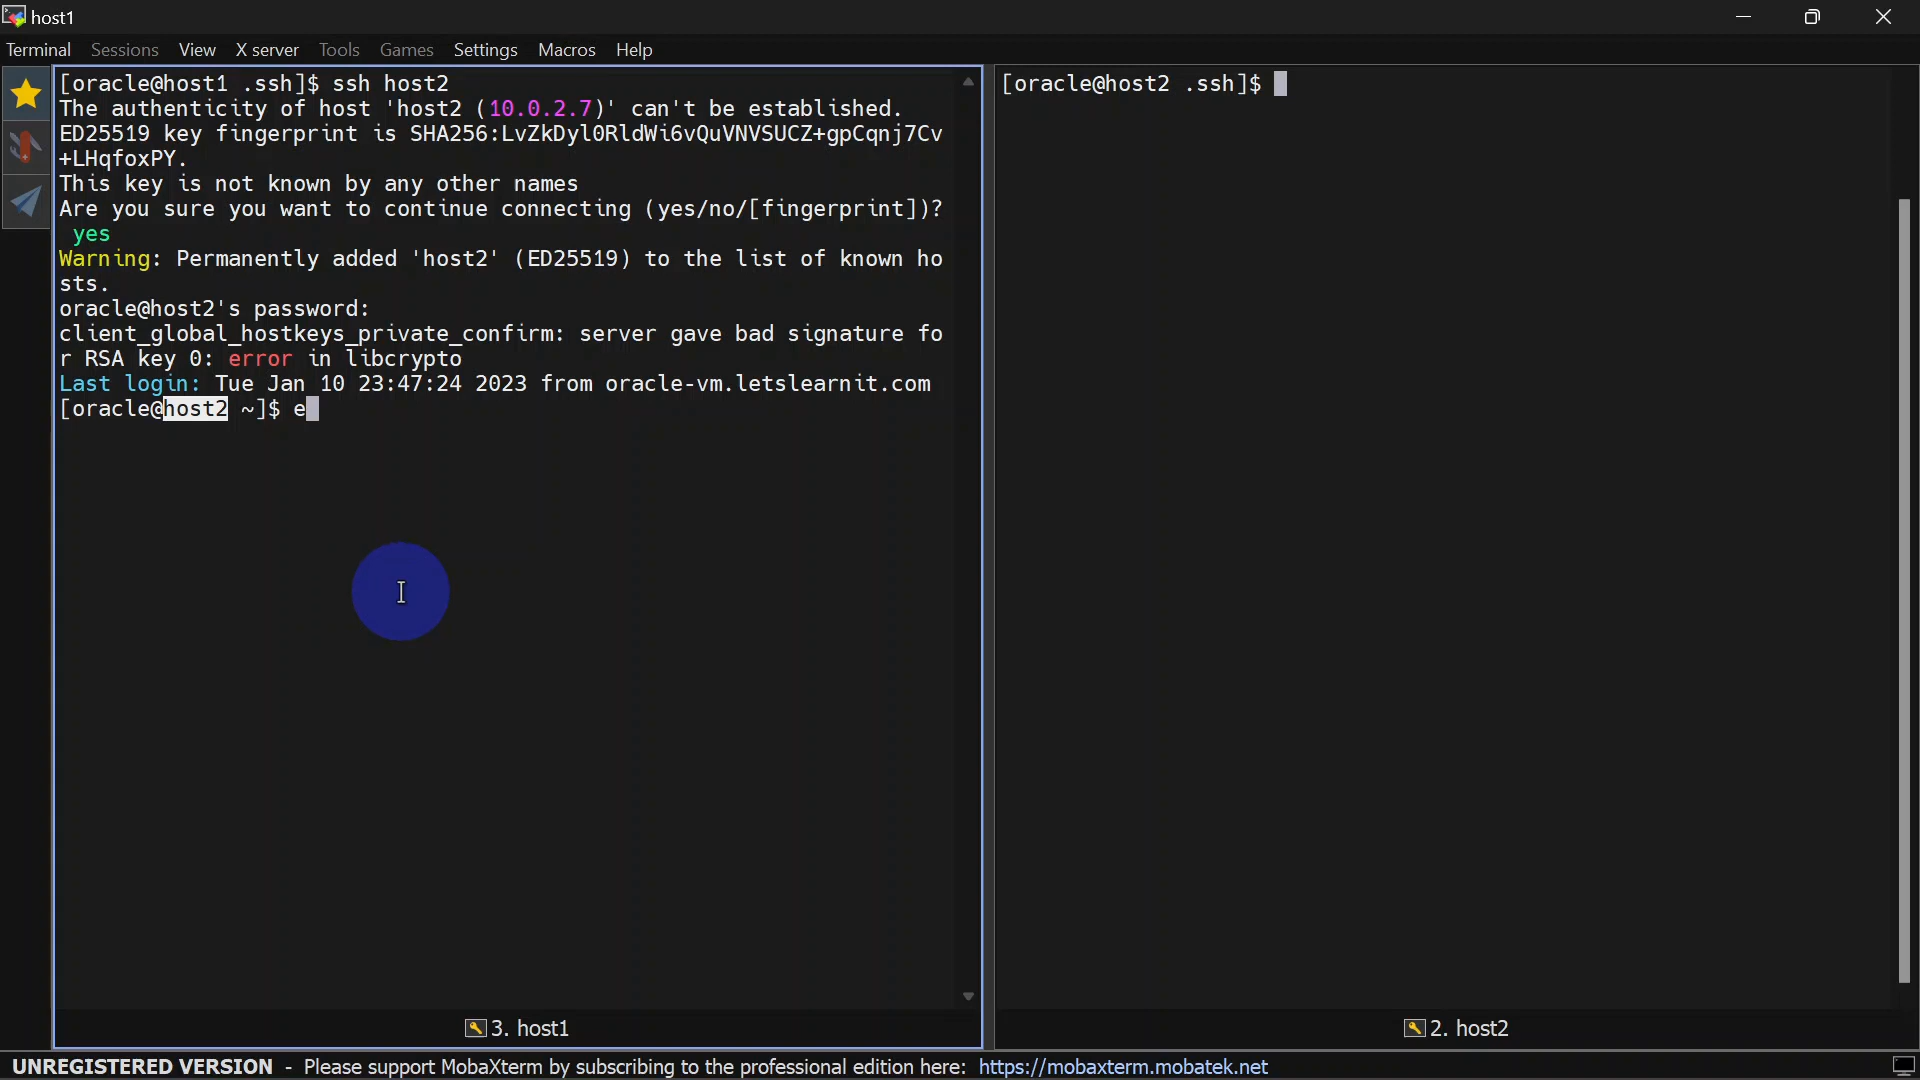 host1
Terminal Sessions View X server Tools Games Settings Macros Help
[oracle@host1 .ssh]$ ssh host2
The authenticity of host 'host2 (10.0.2.7)' can't be established.
ED25519 key fingerprint is SHA256:LvZkDyl0RldWi6vQuVNVSUCZ+gpCqnj7Cv
+LHqfoxPY.
This key is not known by any other names
Are you sure you want to continue connecting (yes/no/[fingerprint])?
yes
Warning: Permanently added 'host2' (ED25519) to the list of known ho
sts.
oracle@host2's password:
client_global_hostkeys_private_confirm: server gave bad signature fo
r RSA key 0: error in libcrypto
Last login: Tue Jan 10 23:47:24 2023 from oracle-vm.letslearnit.com
[oracle@host2 ~]$ e
3. host1
[oracle@host2 .ssh]$
2. host2
UNREGISTERED VERSION - Please support MobaXterm by subscribing to the professional edition here: https://mobaxterm.mobatek.net